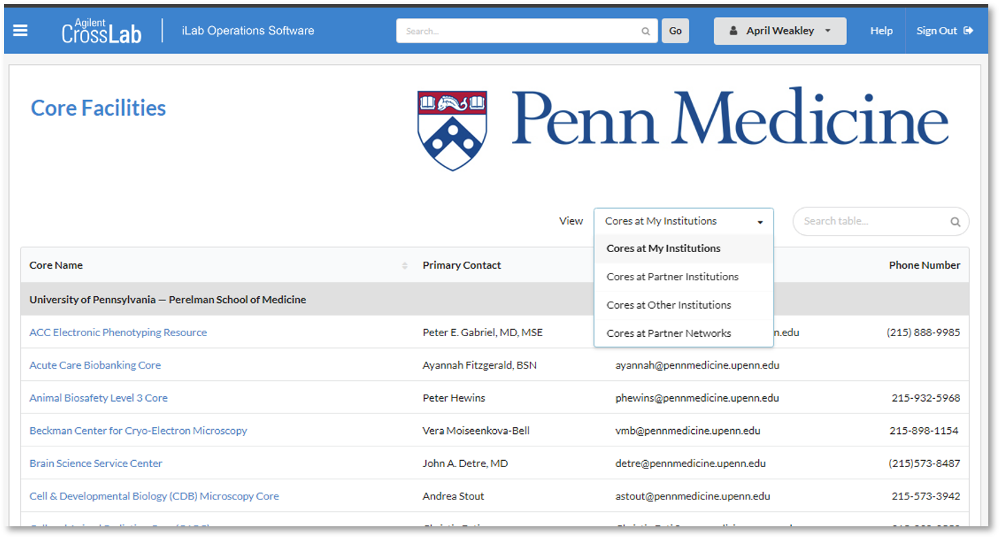 Agilent
CrossLab
iLab Operations Software
Search...
Go
April Weakley
Help
Sign Out
Core Facilities
Penn Medicine
View
Cores at My Institutions
Search table...
Cores at My Institutions
Cores at Partner Institutions
Cores at Other Institutions
Cores at Partner Networks
Core Name Primary Contact Phone Number
University of Pennsylvania — Perelman School of Medicine
ACC Electronic Phenotyping Resource Peter E. Gabriel, MD, MSE n.edu (215) 888-9985
Acute Care Biobanking Core Ayannah Fitzgerald, BSN ayannah@pennmedicine.upenn.edu
Animal Biosafety Level 3 Core Peter Hewins phewins@pennmedicine.upenn.edu 215-932-5968
Beckman Center for Cryo-Electron Microscopy Vera Moiseenkova-Bell vmb@pennmedicine.upenn.edu 215-898-1154
Brain Science Service Center John A. Detre, MD detre@pennmedicine.upenn.edu (215)573-8487
Cell & Developmental Biology (CDB) Microscopy Core Andrea Stout astout@pennmedicine.upenn.edu 215-573-3942